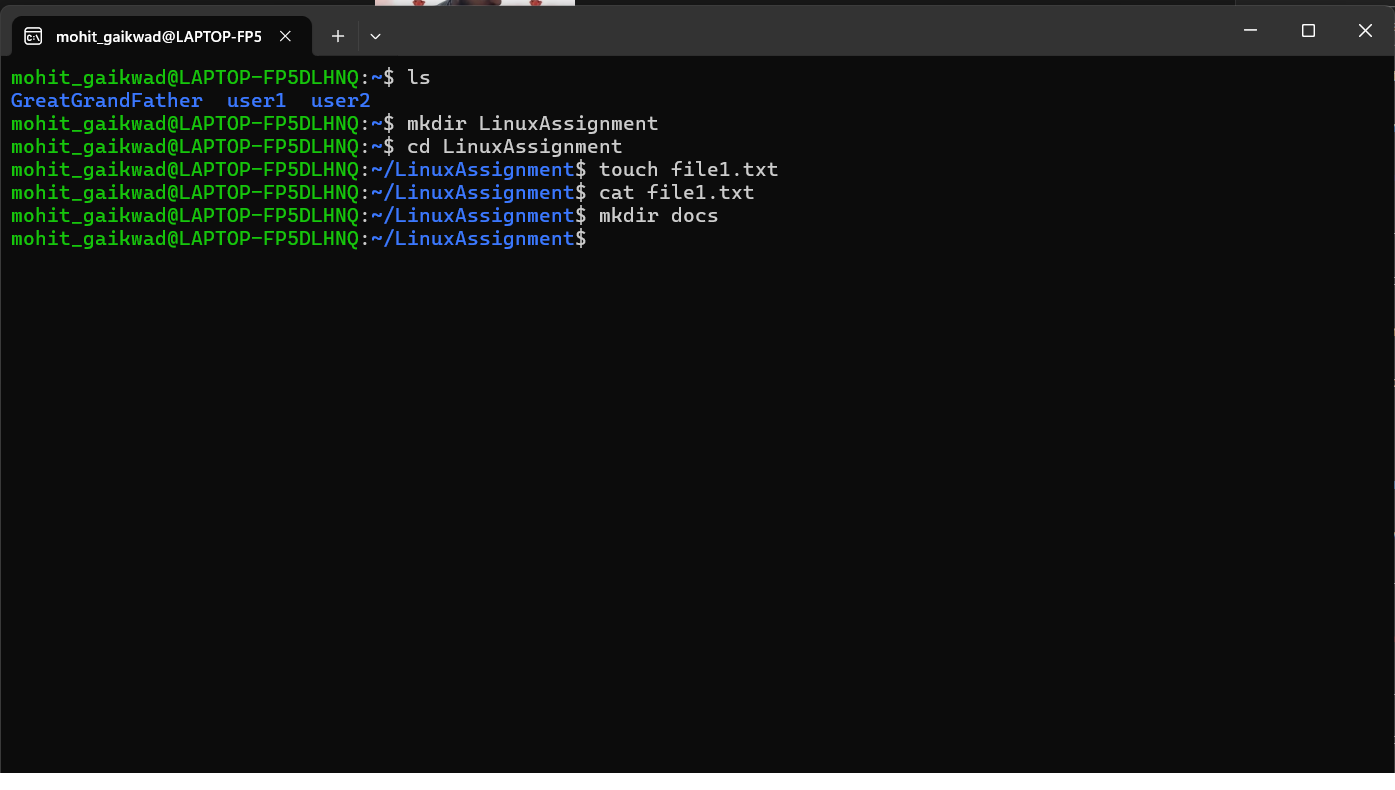 mohit_gaikwad@LAPTOP-FP5
mohit_gaikwad@LAPTOP-FP5DLHNQ:~$ ls
GreatGrandFather  user1  user2
mohit_gaikwad@LAPTOP-FP5DLHNQ:~$ mkdir LinuxAssignment
mohit_gaikwad@LAPTOP-FP5DLHNQ:~$ cd LinuxAssignment
mohit_gaikwad@LAPTOP-FP5DLHNQ:~/LinuxAssignment$ touch file1.txt
mohit_gaikwad@LAPTOP-FP5DLHNQ:~/LinuxAssignment$ cat file1.txt
mohit_gaikwad@LAPTOP-FP5DLHNQ:~/LinuxAssignment$ mkdir docs
mohit_gaikwad@LAPTOP-FP5DLHNQ:~/LinuxAssignment$